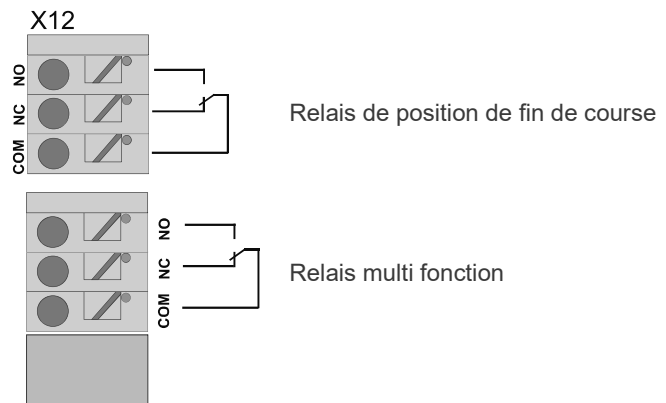 X12
NO
NC
COM
Relais de position de fin de course
NO
NC
COM
Relais multi fonction